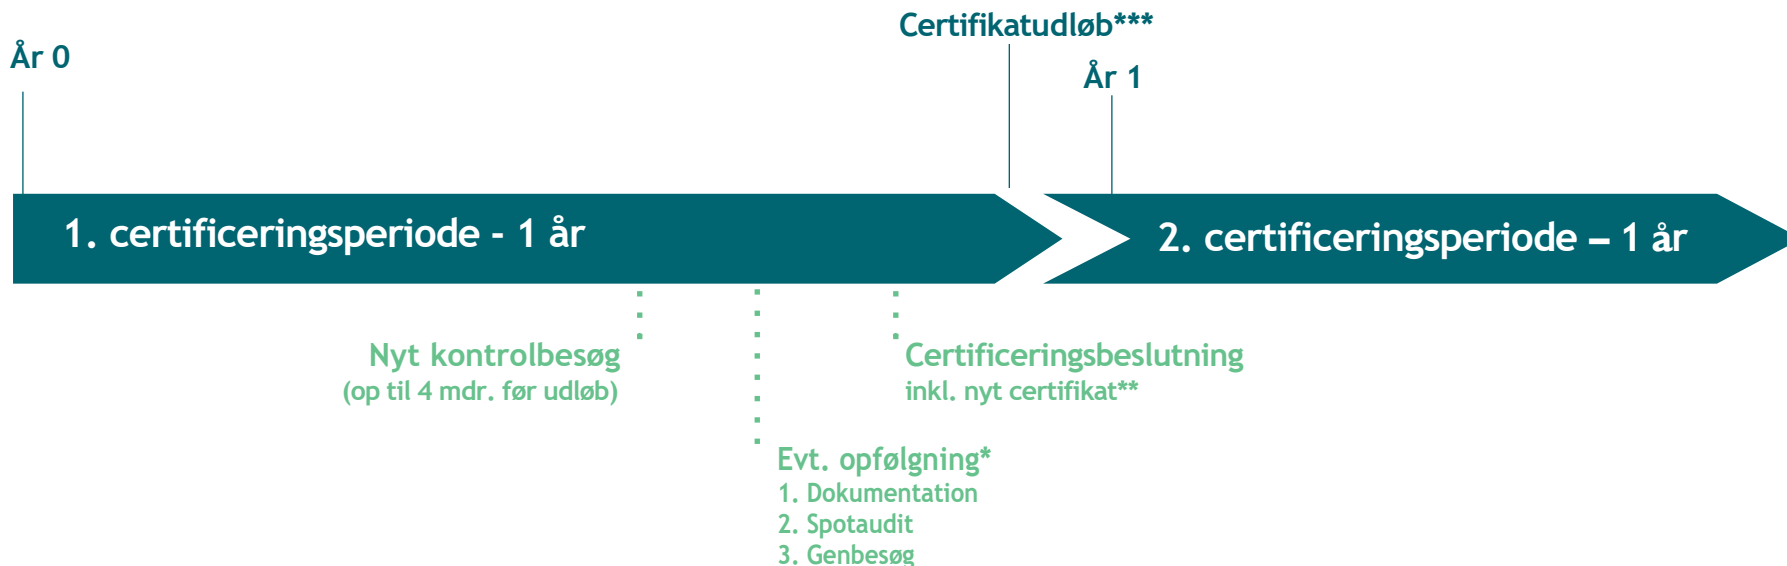 Certifikatudløb***
År 0
År 1
1. certificeringsperiode - 1 år
2. certificeringsperiode – 1 år
Nyt kontrolbesøg
(op til 4 mdr. før udløb)
Certificeringsbeslutning
inkl. nyt certifikat**
Evt. opfølgning*
1. Dokumentation
2. Spotaudit
3. Genbesøg